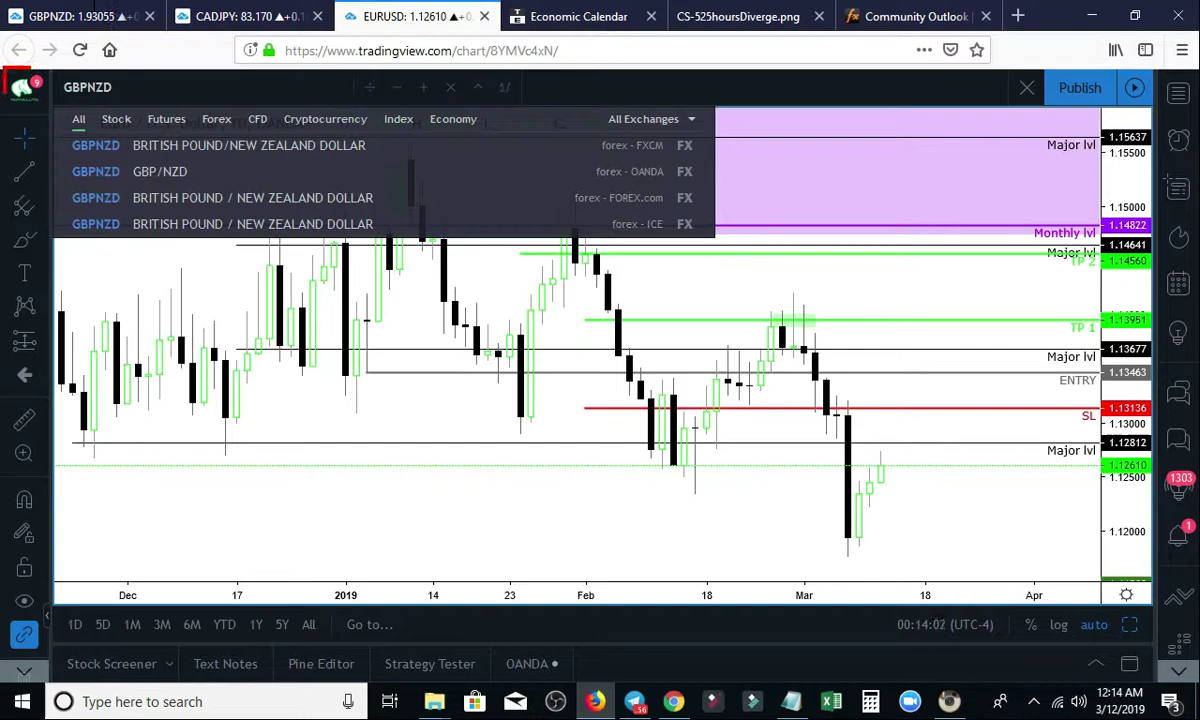 GBPNZD: 1.93055 ▲+0
CADJPY: 83.170 ▲+0.1
EURUSD: 1.12610 ▲+0
Economic Calendar
CS-525hoursDiverge.png
Community Outlook
https://www.tradingview.com/chart/8YMVc4xN/
9
GBPNZD
1/
Publish
All Stock Futures Forex CFD Cryptocurrency Index Economy All Exchanges
GBPNZD BRITISH POUND/NEW ZEALAND DOLLAR forex - FXCM FX
GBPNZD GBP/NZD forex - OANDA FX
GBPNZD BRITISH POUND / NEW ZEALAND DOLLAR forex - FOREX.com FX
GBPNZD BRITISH POUND / NEW ZEALAND DOLLAR forex - ICE FX
1.15637
Major lvl
1.15500
1.15000
1.14822
Monthly lvl
1.14641
Major lvl
1.14560
TP 2
1.13951
TP 1
1.13677
Major lvl
1.13463
ENTRY
1.13136
SL
1.13000
1.12812
Major lvl
1.12610
1.12500
1.12000
1303
1
Dec 17 2019 14 23 Feb 18 Mar 18 Apr
1D 5D 1M 3M 6M YTD 1Y 5Y All Go to... 00:14:02 (UTC-4) % log auto
Stock Screener Text Notes Pine Editor Strategy Tester OANDA
Type here to search
56
12:14 AM
3/12/2019
3